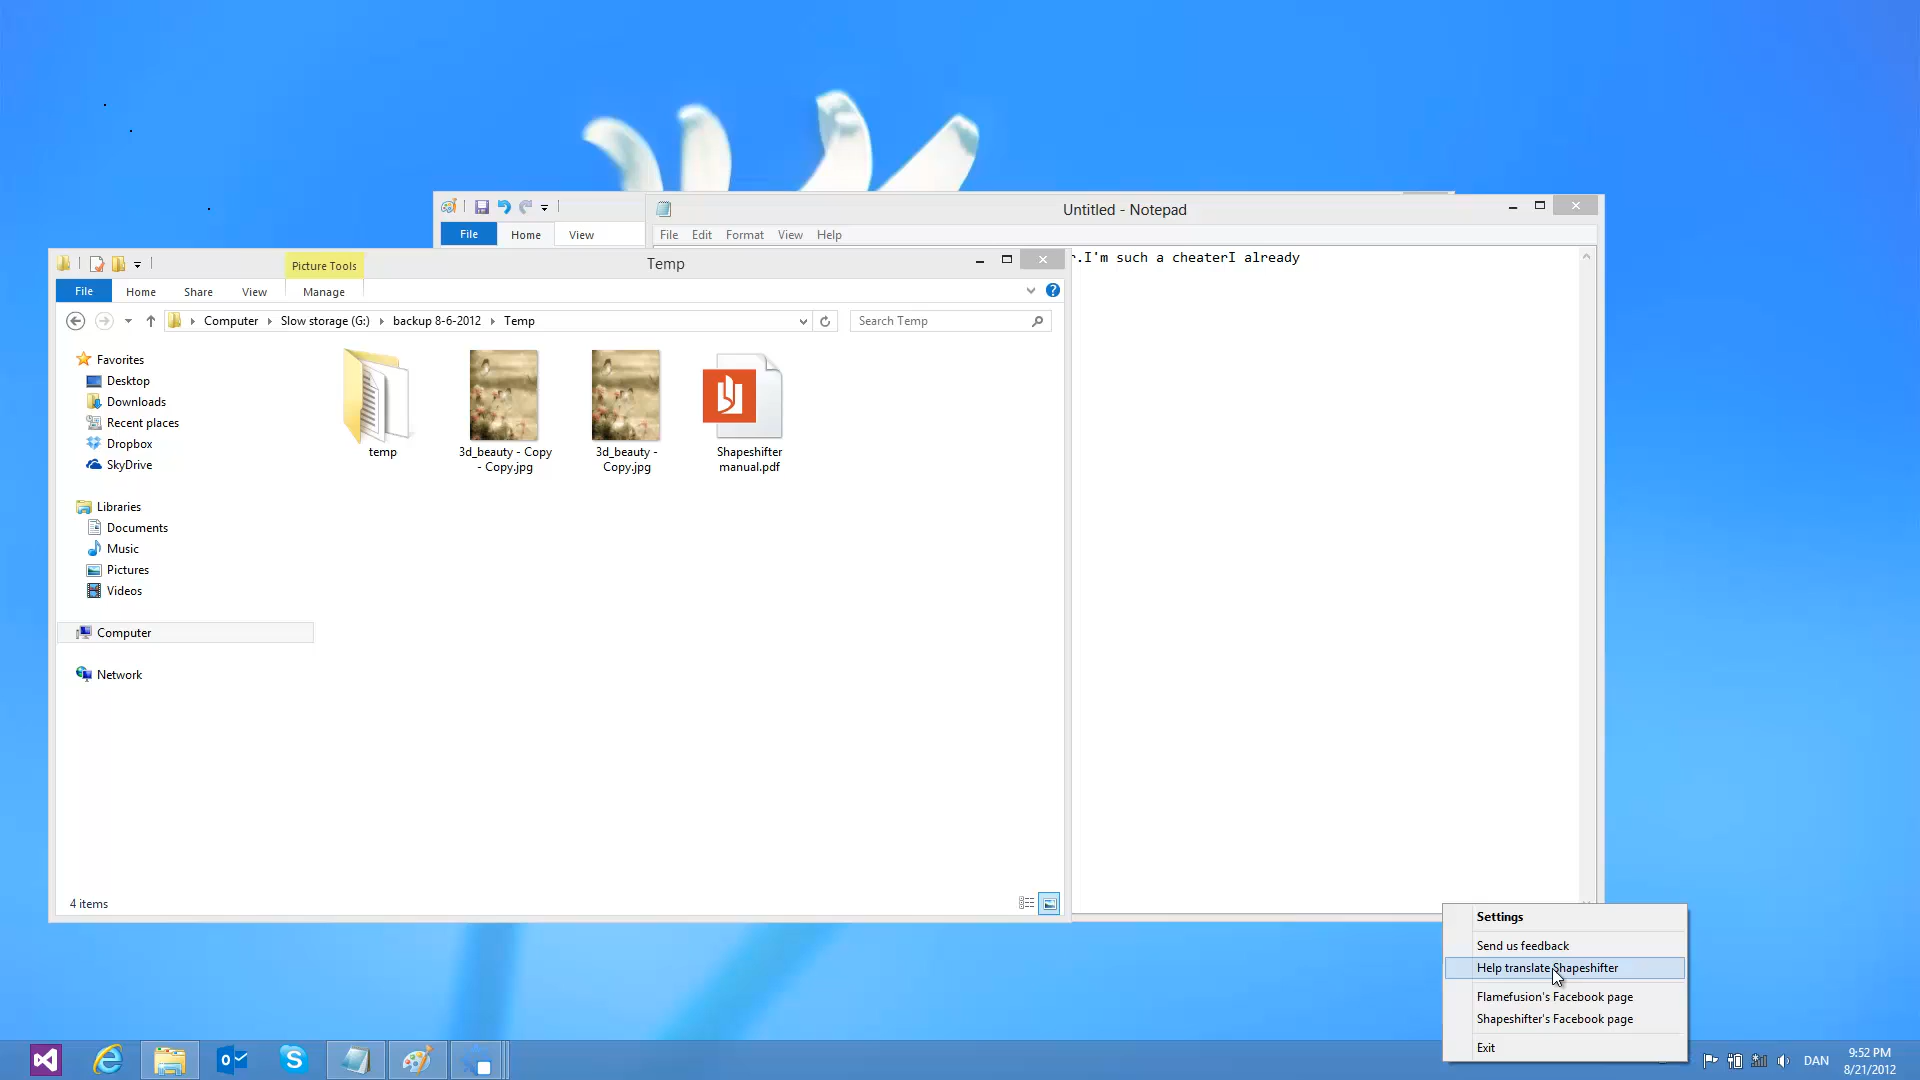 Untitled - Notepad
File Home View
File Edit Format View Help
r.I'm such a cheaterI already
Picture Tools
Temp
File Home Share View Manage
Computer Slow storage (G:) backup 8-6-2012 Temp
Search Temp
Favorites
Desktop
Downloads
Recent places
Dropbox
SkyDrive
Libraries
Documents
Music
Pictures
Videos
Computer
Network
temp
3d_beauty - Copy
- Copy.jpg
3d_beauty -
Copy.jpg
Shapeshifter
manual.pdf
4 items
Settings
Send us feedback
Help translate Shapeshifter
Flamefusion's Facebook page
Shapeshifter's Facebook page
Exit
DAN
9:52 PM
8/21/2012